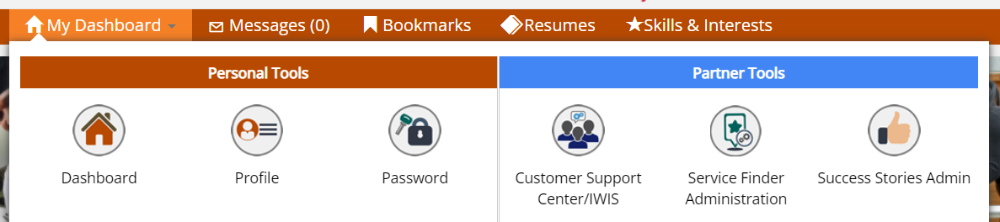 My Dashboard Messages (0) Bookmarks Resumes Skills & Interests
Personal Tools Partner Tools
Dashboard Profile Password Customer Support Center/IWIS Service Finder Administration Success Stories Admin